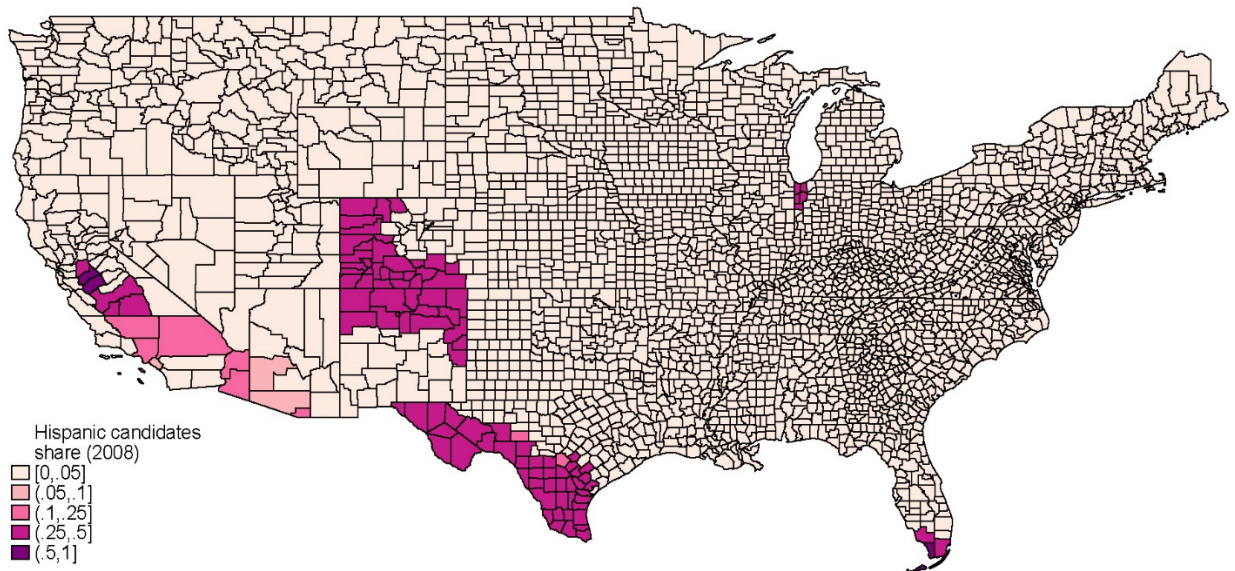 Hispanic candidates
share (2008)
[0,.05]
(.05,.1]
(.1,.25]
(.25,.5]
(.5,1]